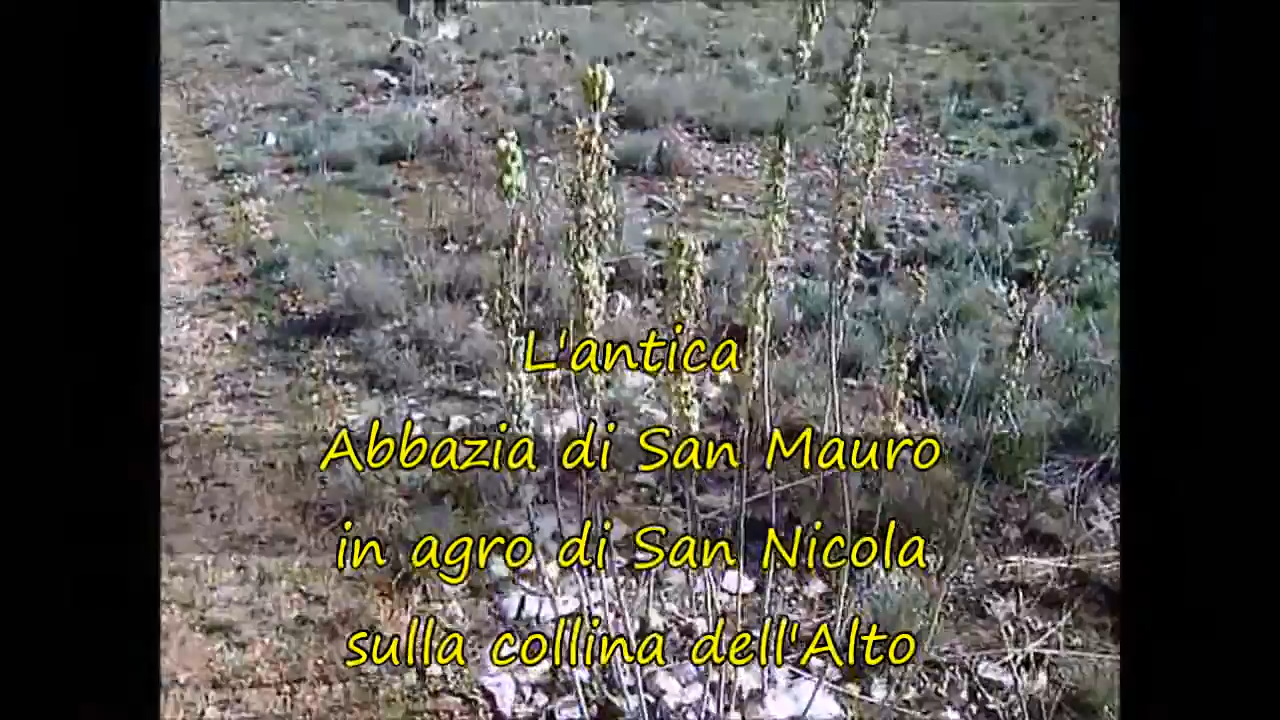 L'antica
Abbazia di San Mauro
in agro di San Nicola
sulla collina dell'Alto